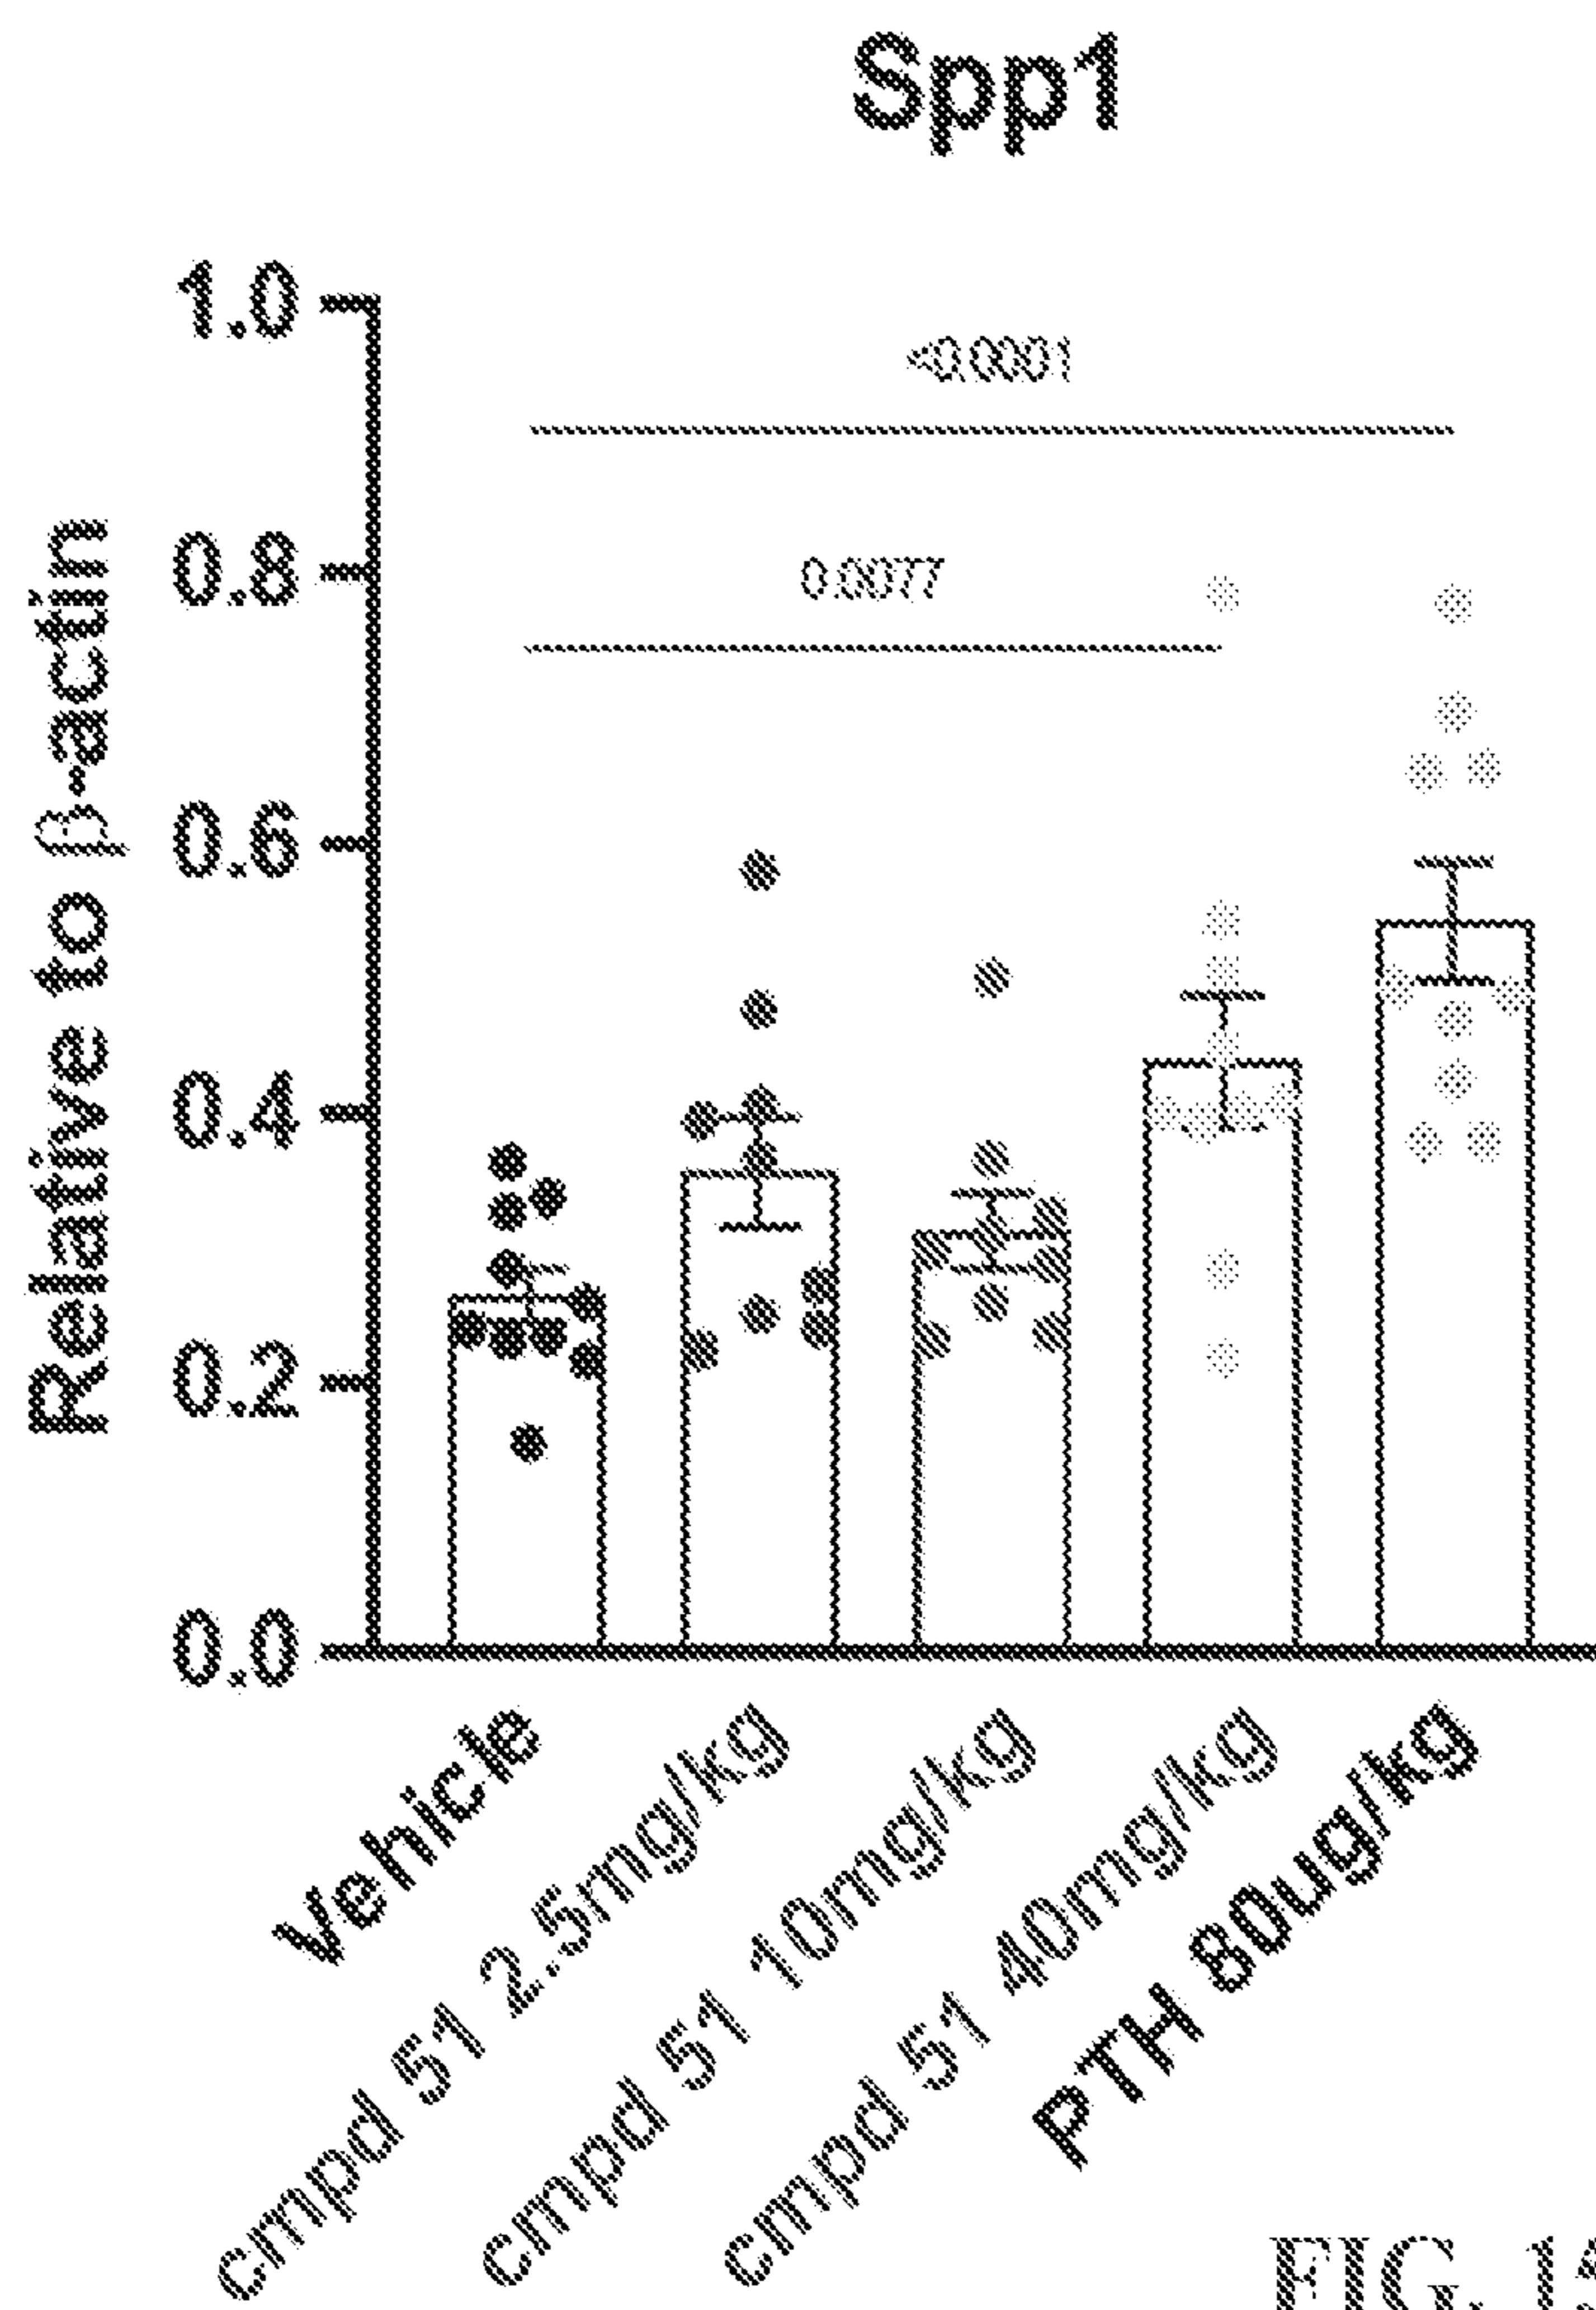 Spp1
Relative to β-actin
1.0
<0.0001
0.8
0.0077
0.6
0.4
0.2
0.0
Vehicle
cmpd 51 2.5mg/kg
cmpd 51 10mg/kg
cmpd 51 40mg/kg
PTH 80ug/kg
FIG.